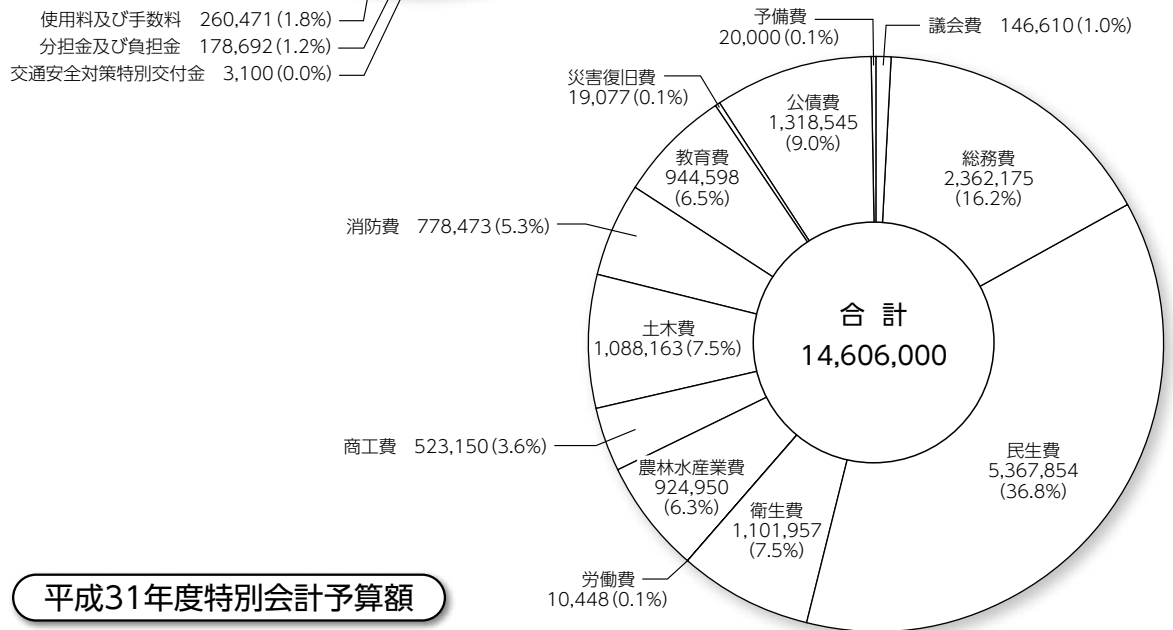 使用料及び手数料 260,471(1.8%)
分担金及び負担金 178,692(1.2%)
交通安全対策特別交付金 3,100(0.0%)
予備費
20,000(0.1%)
議会費 146,610(1.0%)
災害復旧費
19,077(0.1%)
公債費
1,318,545
(9.0%)
総務費
2,362,175
(16.2%)
教育費
944,598
(6.5%)
消防費 778,473(5.3%)
合計
14,606,000
土木費
1,088,163(7.5%)
商工費 523,150(3.6%)
民生費
5,367,854
(36.8%)
農林水産業費
924,950
(6.3%)
衛生費
1,101,957
(7.5%)
労働費
10,448(0.1%)
平成31年度特別会計予算額